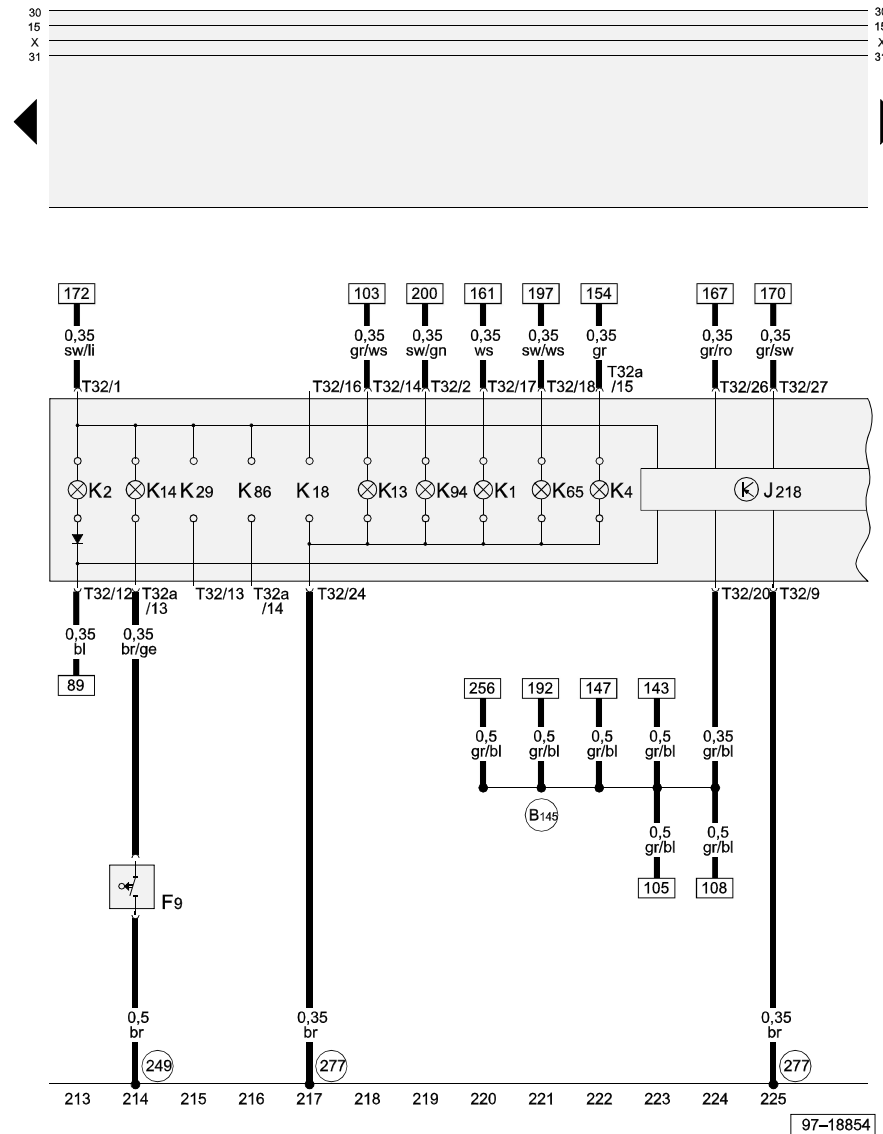 30 30
15 15
X X
31 31
172 103 200 161 197 154 167 170
0,35 0,35 0,35 0,35 0,35 0,35 0,35 0,35
sw/li gr/ws sw/gn ws sw/ws gr gr/ro gr/sw
T32/1 T32/16 T32/14 T32/2 T32/17 T32/18 T32a /15 T32/26 T32/27
K2 K14 K29 K86 K18 K13 K94 K1 K65 K4 J218
T32/12 T32a /13 T32/13 T32a /14 T32/24 T32/20 T32/9
0,35 0,35
bl br/ge
89 256 192 147 143
0,5 0,5 0,5 0,5 0,35
gr/bl gr/bl gr/bl gr/bl gr/bl
B145
0,5 0,5
gr/bl gr/bl
105 108
F9
0,5 0,35 0,35
br br br
249 277 277
213 214 215 216 217 218 219 220 221 222 223 224 225
97–18854